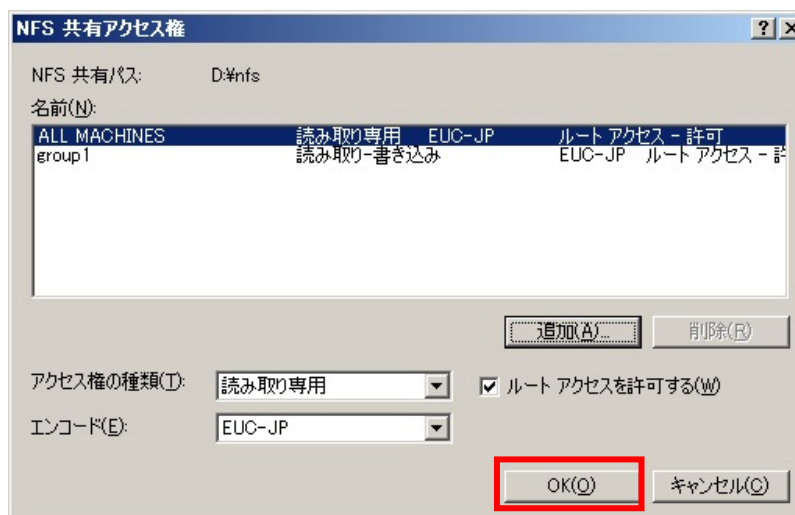 NFS 共有アクセス権
NFS 共有パス: D:¥nfs
名前(N):
ALL MACHINES 読み取り専用 EUC-JP ルート アクセス - 許可
group1 読み取り-書き込み EUC-JP ルート アクセス - 許
追加(A)... 削除(R)
アクセス権の種類(T): 読み取り専用 ルート アクセスを許可する(W)
エンコード(E): EUC-JP
OK(O) キャンセル(C)